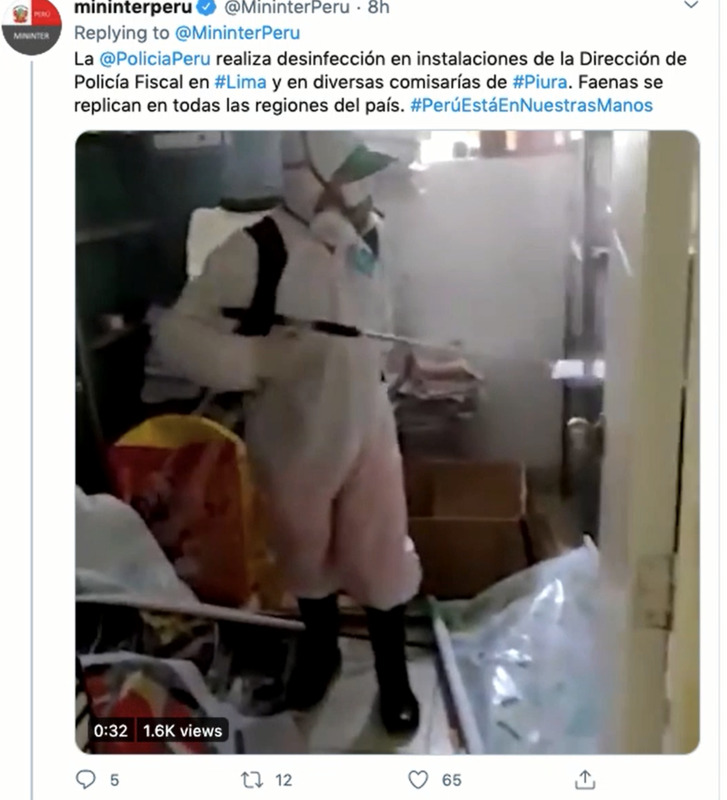 mininterperu @MininterPeru · 8h
PERÚ
MININTER
Replying to @MininterPeru
La @PoliciaPeru realiza desinfección en instalaciones de la Dirección de
Policía Fiscal en #Lima y en diversas comisarías de #Piura. Faenas se
replican en todas las regiones del país. #PerúEstáEnNuestrasManos
0:32 1.6K views
5 12 65